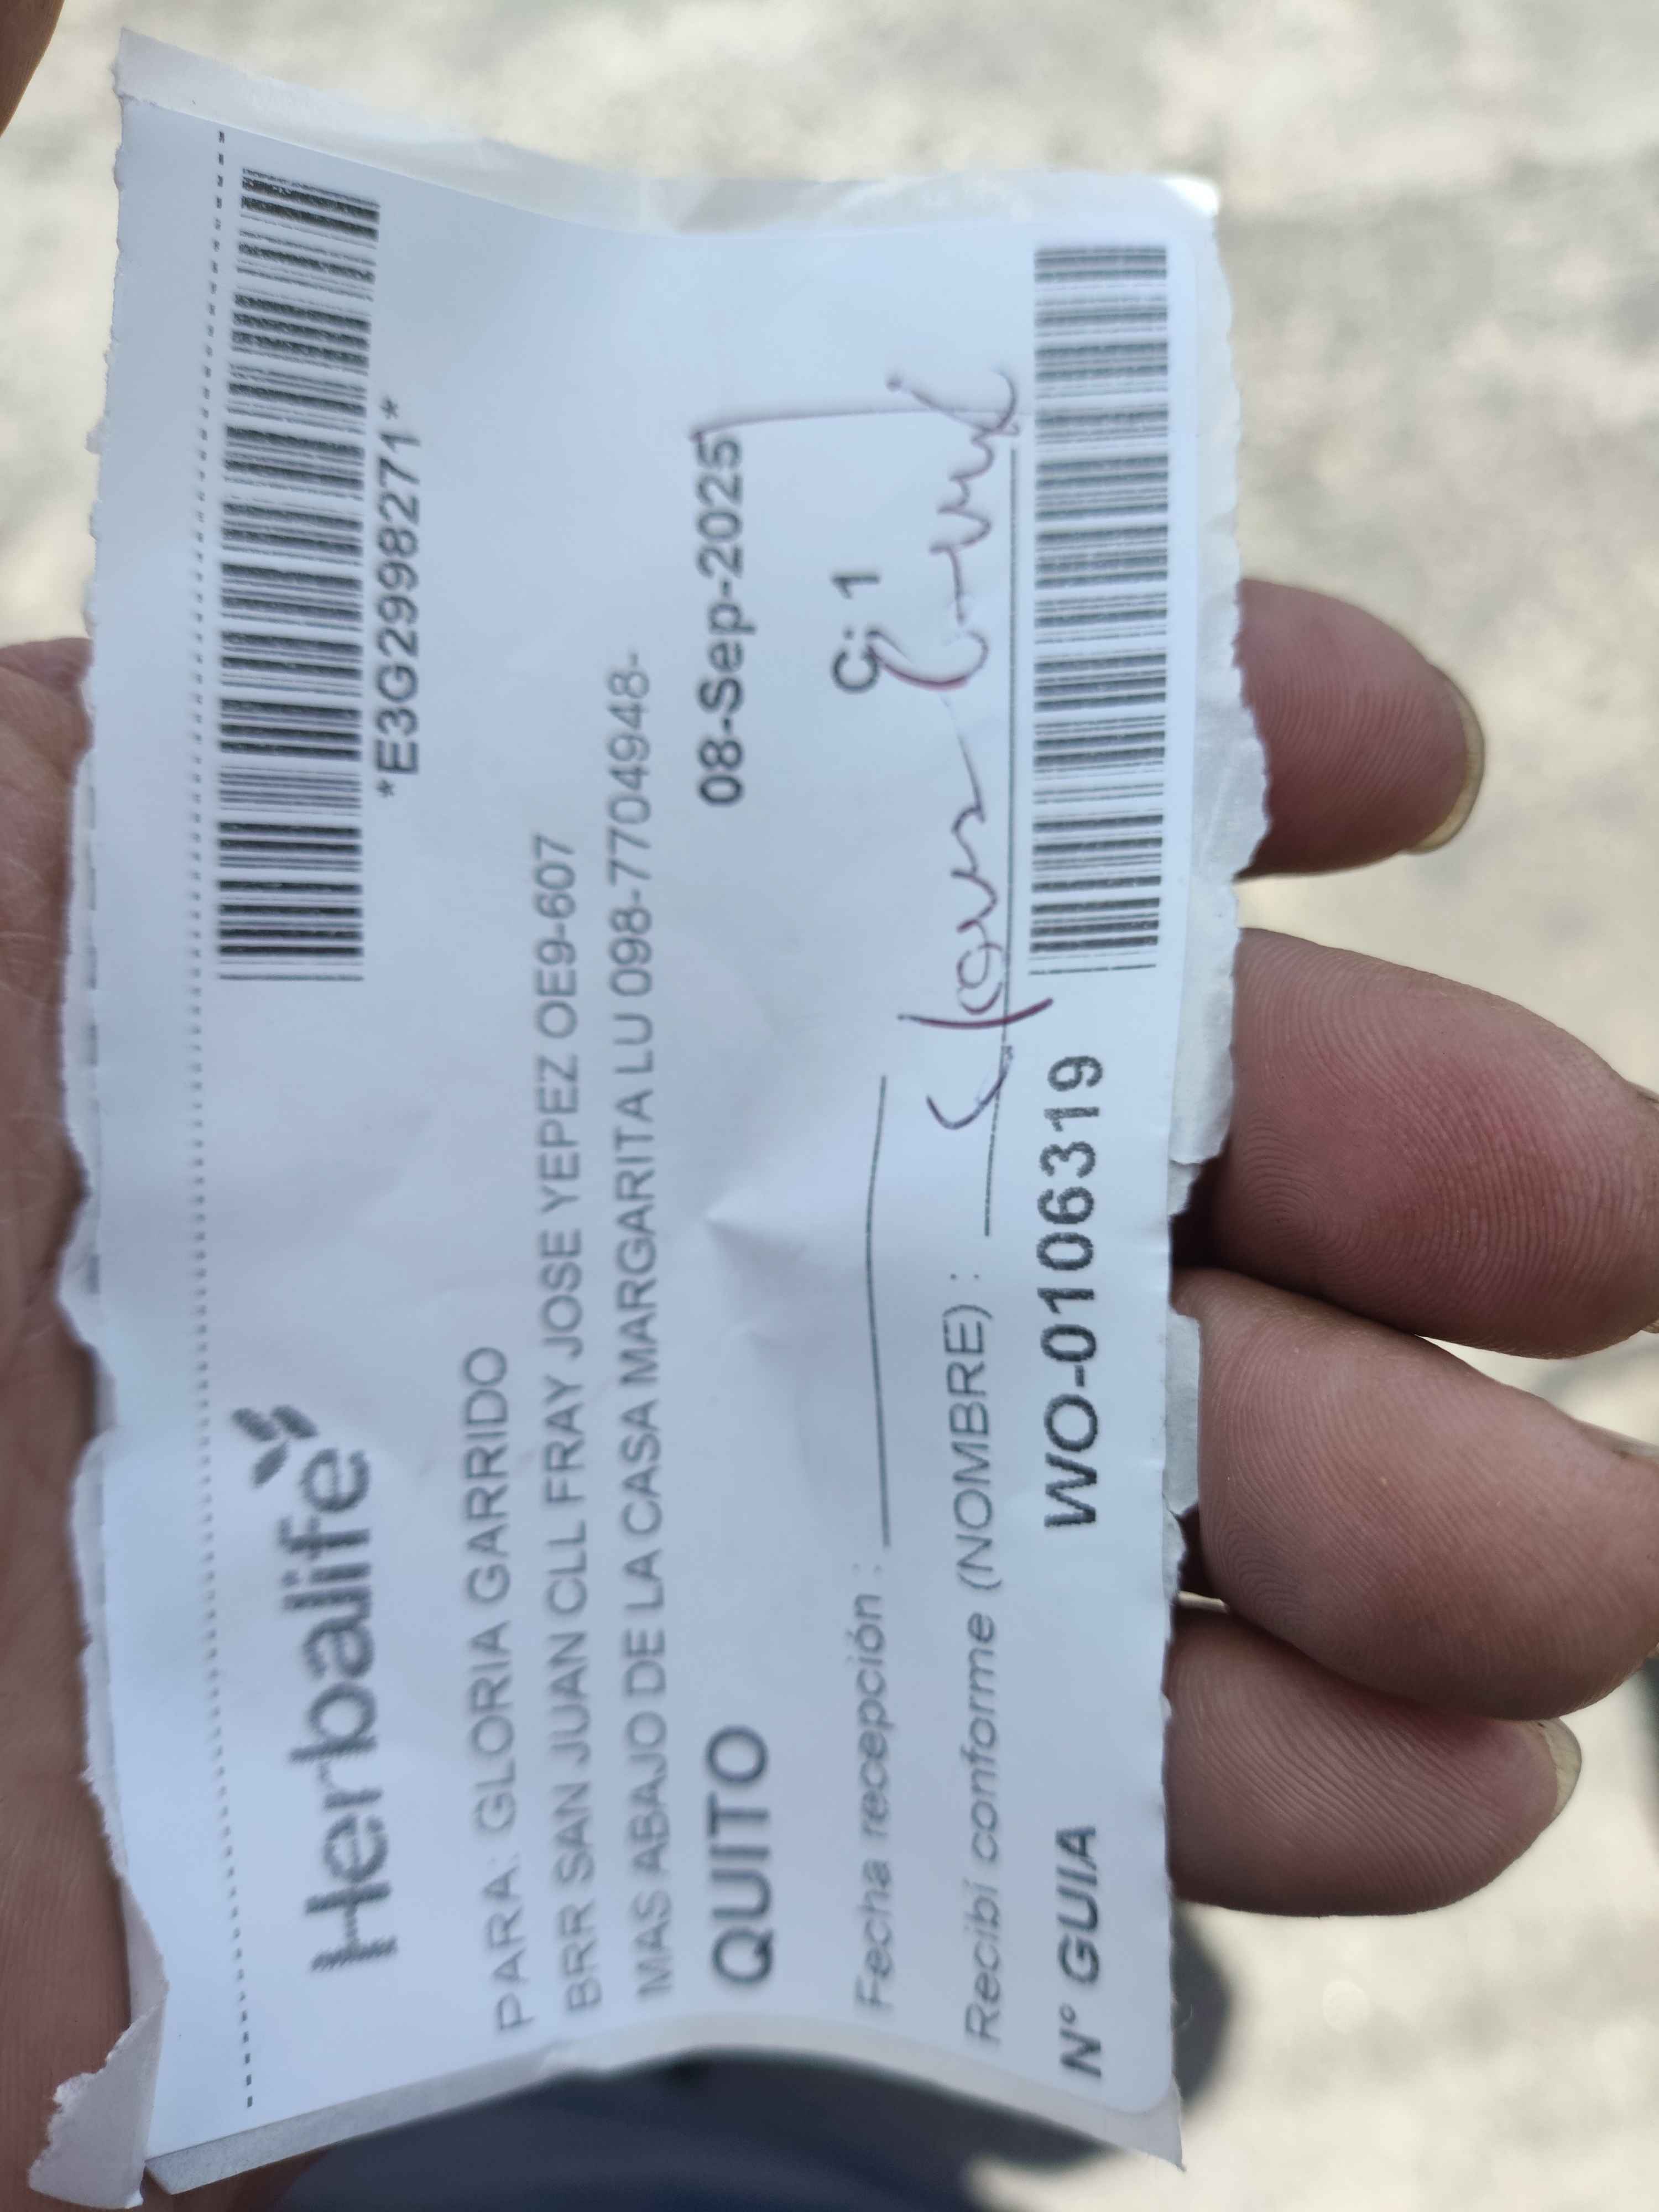 Herbalife
*E3G2998271*
PARA: GLORIA GARRIDO
BRR SAN JUAN CLL FRAY JOSE YEPEZ OE9-607
MAS ABAJO DE LA CASA MARGARITA LU 098-7704948-
QUITO 08-Sep-2025
Fecha recepción : C: 1
Recibí conforme (NOMBRE) :
N° GUIA WO-0106319